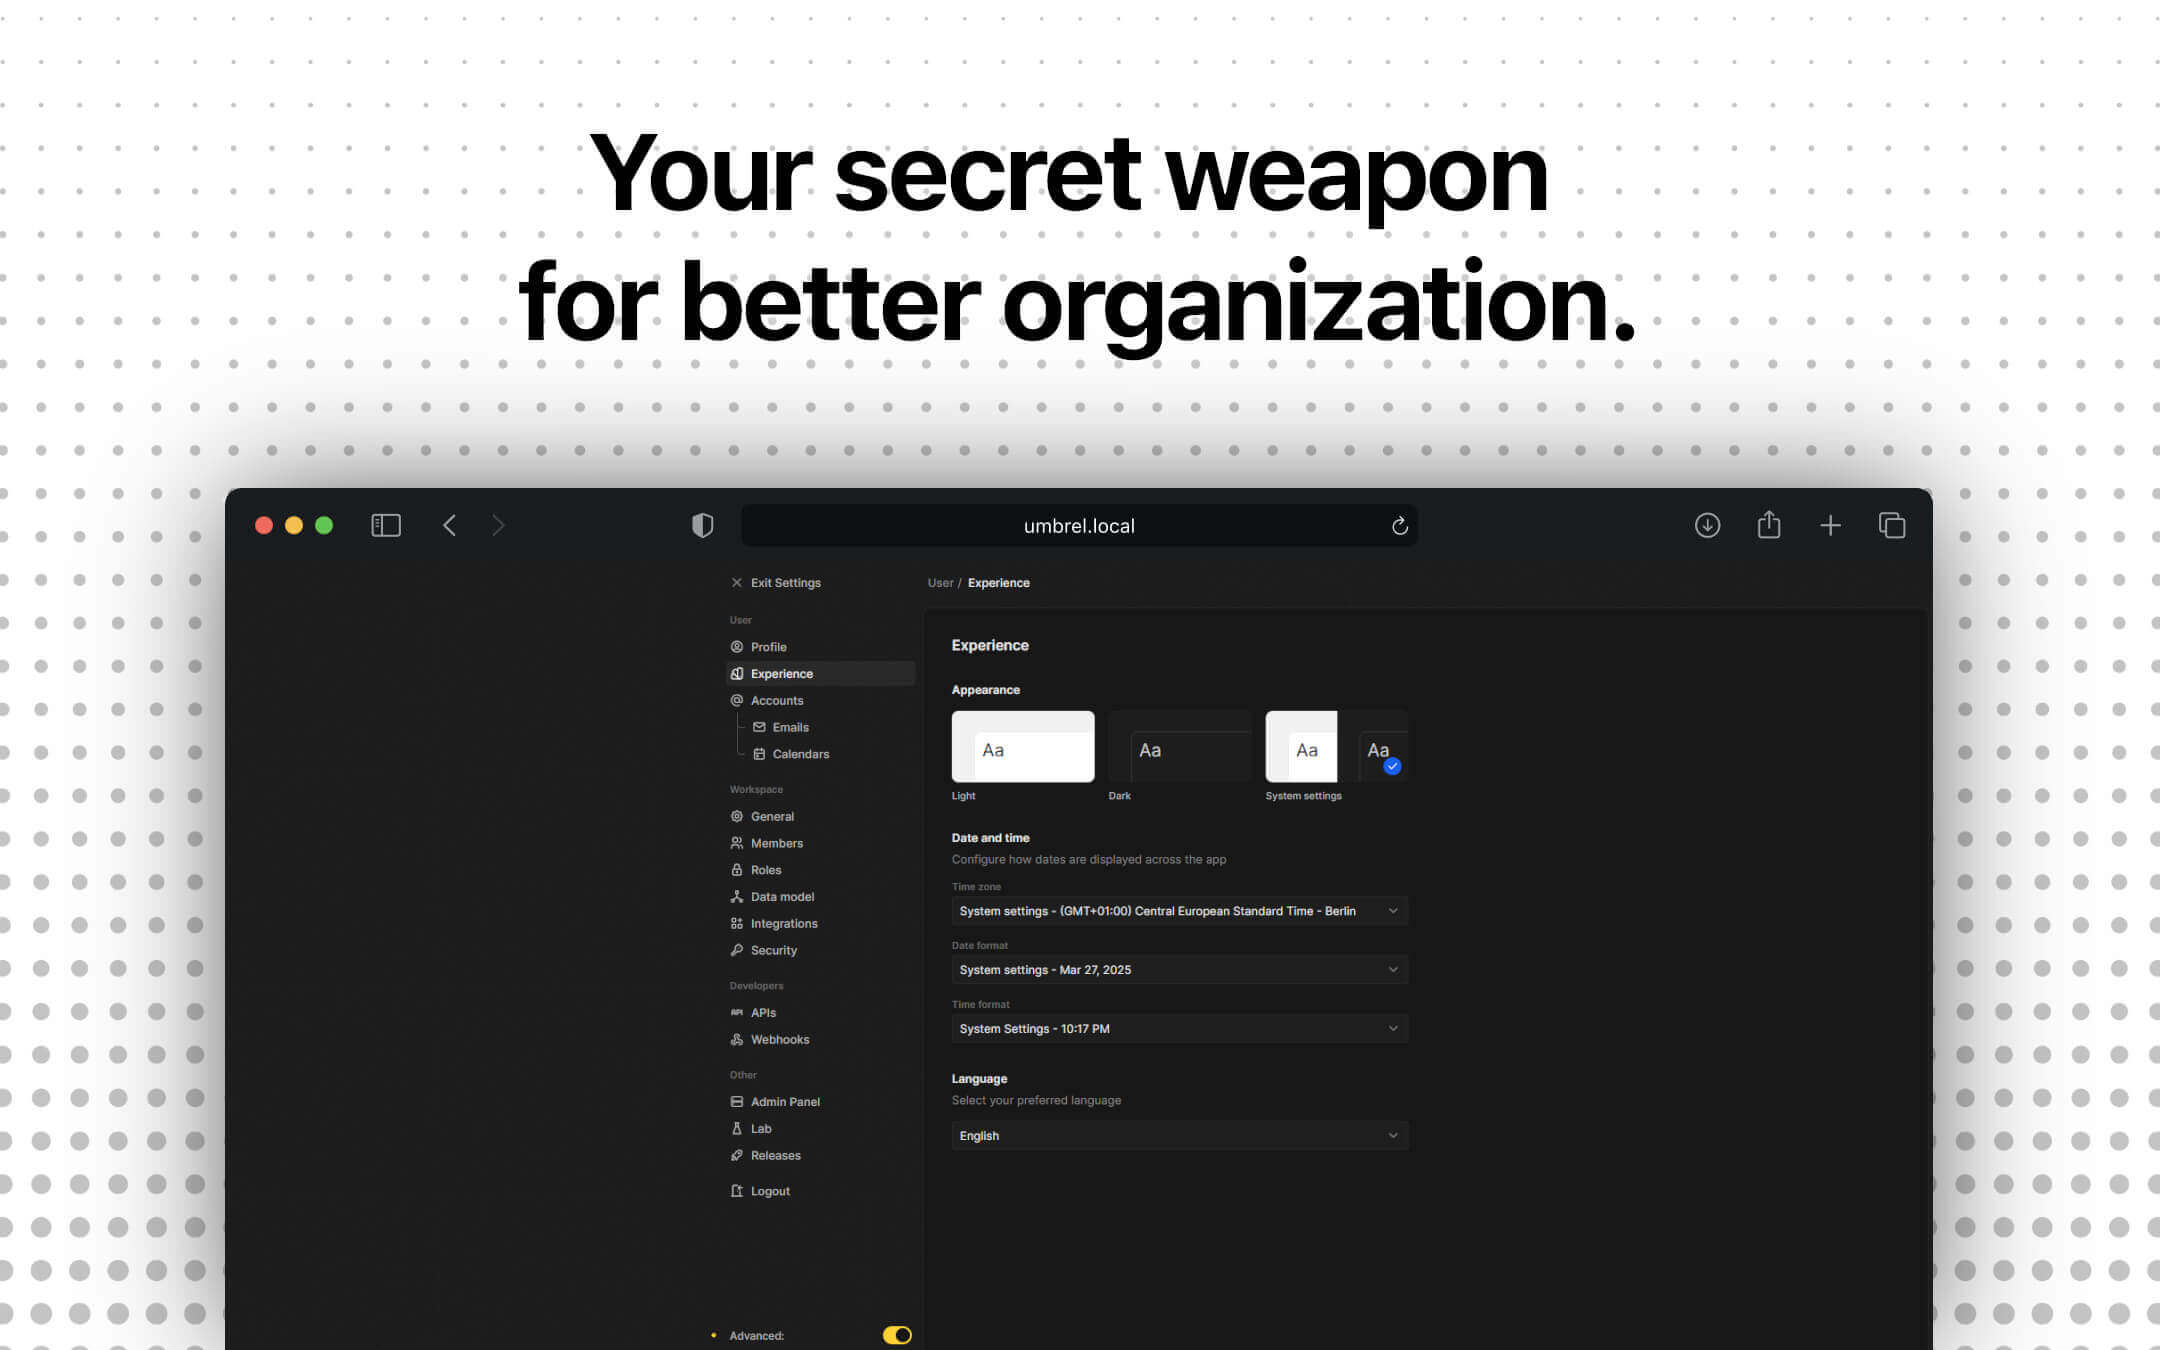 Your secret weapon
for better organization.
umbrel.local
Exit Settings
User / Experience
User
Profile
Experience
Accounts
Emails
Calendars
Workspace
General
Members
Roles
Data model
Integrations
Security
Developers
API APIs
Webhooks
Other
Admin Panel
Lab
Releases
Logout
Advanced:
Experience
Appearance
Aa
Aa
Aa
Aa
Light
Dark
System settings
Date and time
Configure how dates are displayed across the app
Time zone
System settings - (GMT+01:00) Central European Standard Time - Berlin
Date format
System settings - Mar 27, 2025
Time format
System Settings - 10:17 PM
Language
Select your preferred language
English